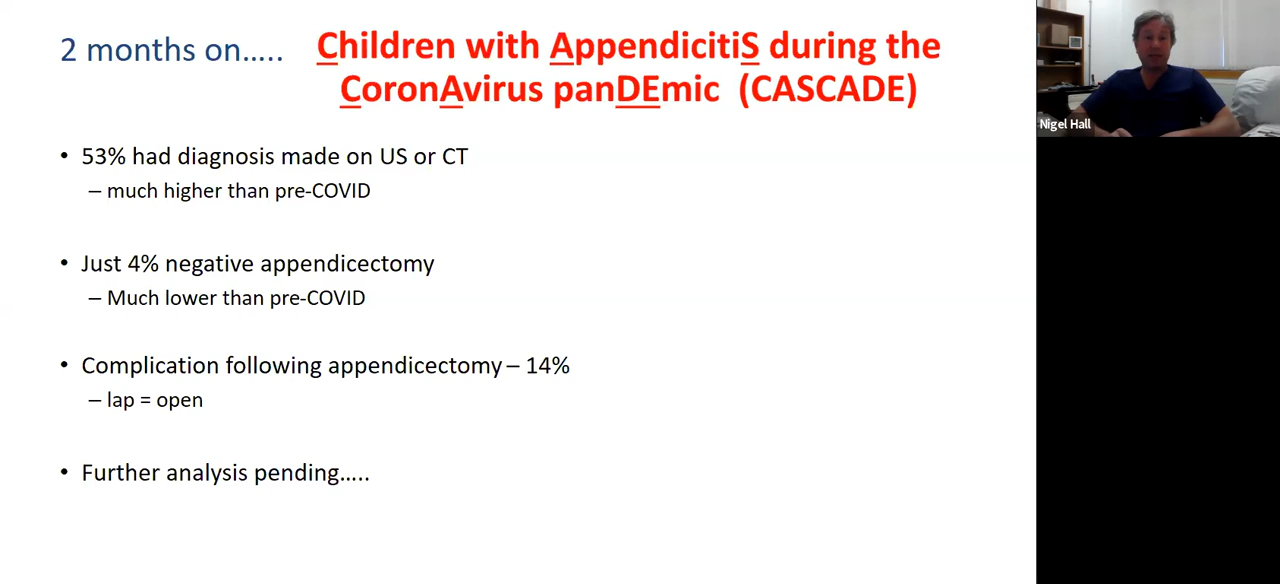 2 months on.....
Children with AppendicitiS during the
CoronAvirus panDEmic (CASCADE)
• 53% had diagnosis made on US or CT
– much higher than pre-COVID
• Just 4% negative appendicectomy
– Much lower than pre-COVID
• Complication following appendicectomy – 14%
– lap = open
• Further analysis pending.....
Nigel Hall